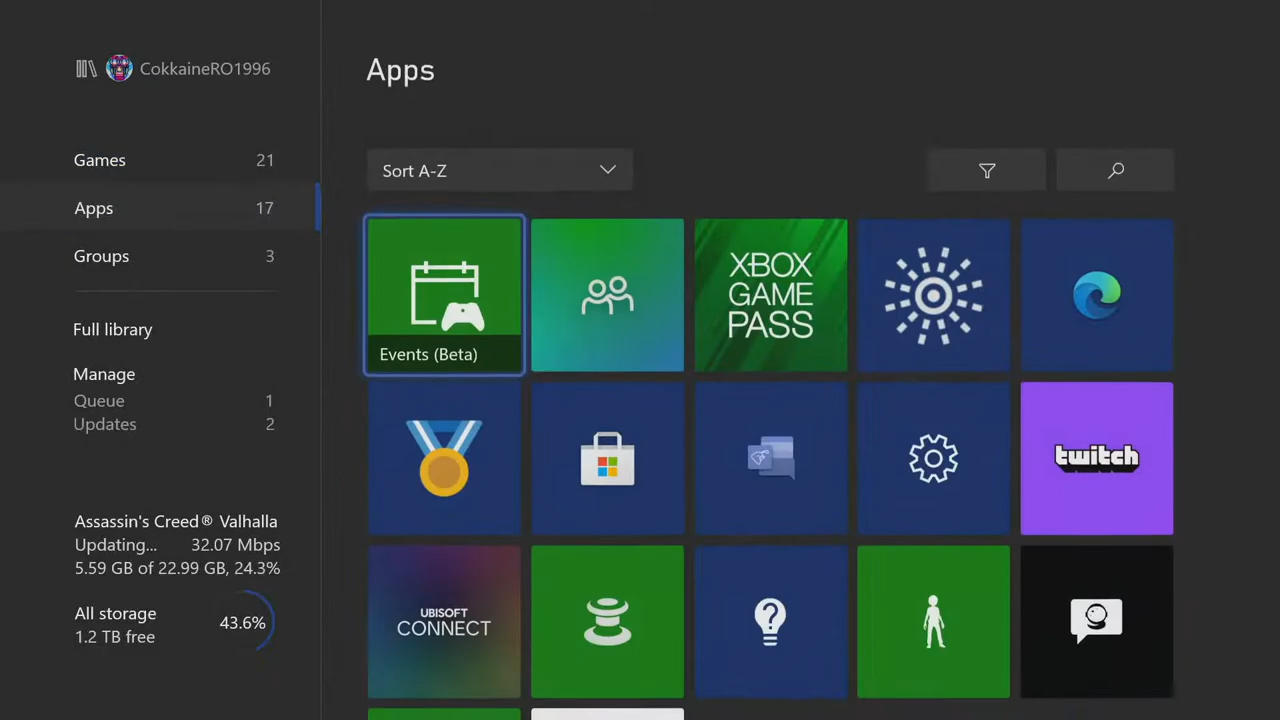 CokkaineRO1996
Games 21
Apps 17
Groups 3
Full library
Manage
Queue 1
Updates 2
Assassin's Creed® Valhalla
Updating... 32.07 Mbps
5.59 GB of 22.99 GB, 24.3%
All storage
1.2 TB free
43.6%
Apps
Sort A-Z
Events (Beta)
XBOX
GAME
PASS
twitch
UBISOFT
CONNECT